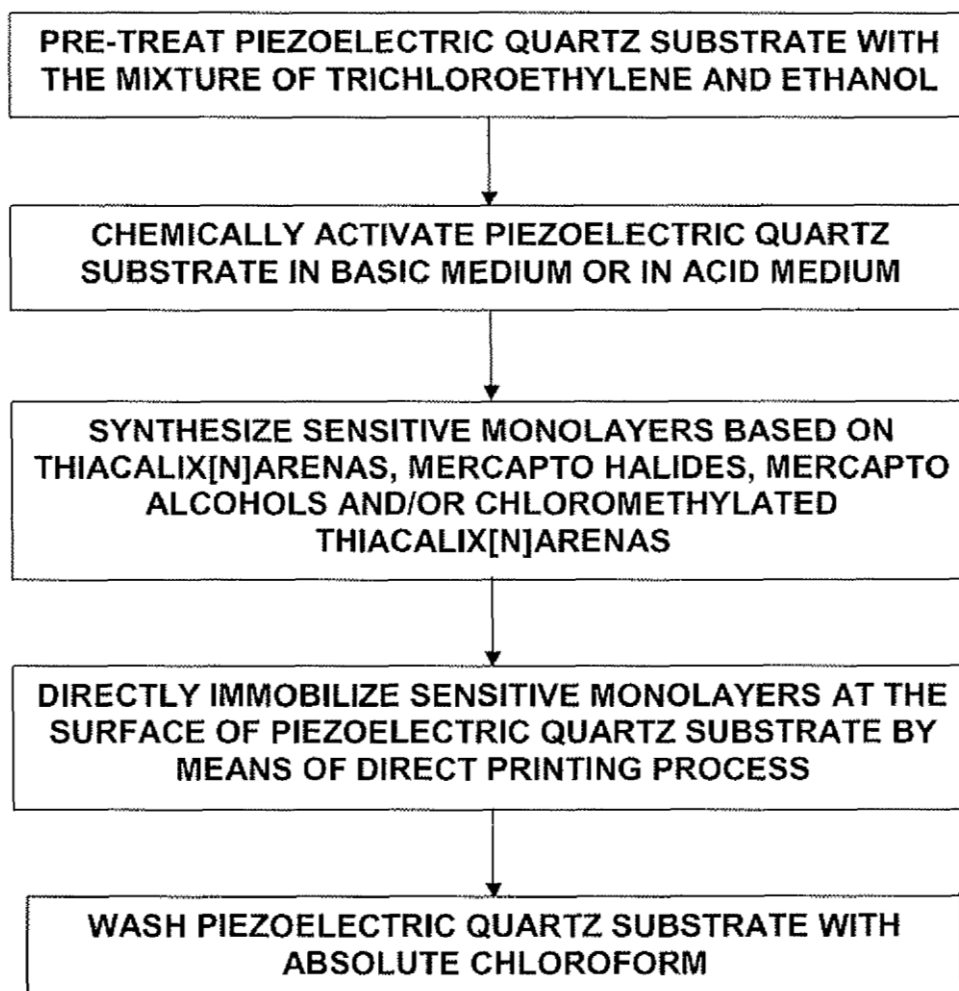 PRE-TREAT PIEZOELECTRIC QUARTZ SUBSTRATE WITH
THE MIXTURE OF TRICHLOROETHYLENE AND ETHANOL
CHEMICALLY ACTIVATE PIEZOELECTRIC QUARTZ
SUBSTRATE IN BASIC MEDIUM OR IN ACID MEDIUM
SYNTHESIZE SENSITIVE MONOLAYERS BASED ON
THIACALIX[N]ARENAS, MERCAPTO HALIDES, MERCAPTO
ALCOHOLS AND/OR CHLOROMETHYLATED
THIACALIX[N]ARENAS
DIRECTLY IMMOBILIZE SENSITIVE MONOLAYERS AT THE
SURFACE OF PIEZOELECTRIC QUARTZ SUBSTRATE BY
MEANS OF DIRECT PRINTING PROCESS
WASH PIEZOELECTRIC QUARTZ SUBSTRATE WITH
ABSOLUTE CHLOROFORM